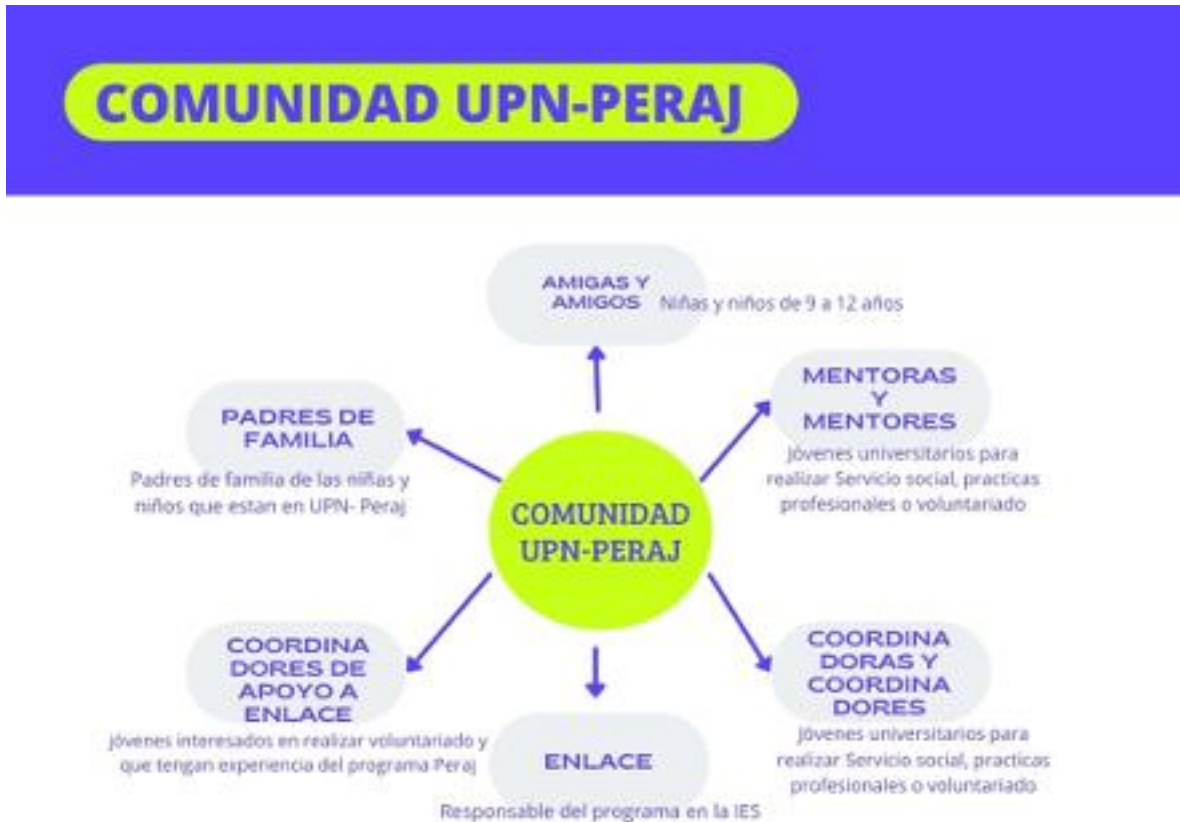 COMUNIDAD UPN-PERAJ
AMIGAS Y
AMIGOS
Niñas y niños de 9 a 12 años
MENTORAS
Y
MENTORES
Jóvenes universitarios para
realizar Servicio social, practicas
profesionales o voluntariado
PADRES DE
FAMILIA
Padres de familia de las niñas y
niños que estan en UPN- Peraj
COMUNIDAD
UPN-PERAJ
COORDINA
DORES DE
APOYO A
ENLACE
Jóvenes interesados en realizar voluntariado y
que tengan experiencia del programa Peraj
ENLACE
Responsable del programa en la IES
COORDINA
DORAS Y
COORDINA
DORES
Jóvenes universitarios para
realizar Servicio social, practicas
profesionales o voluntariado